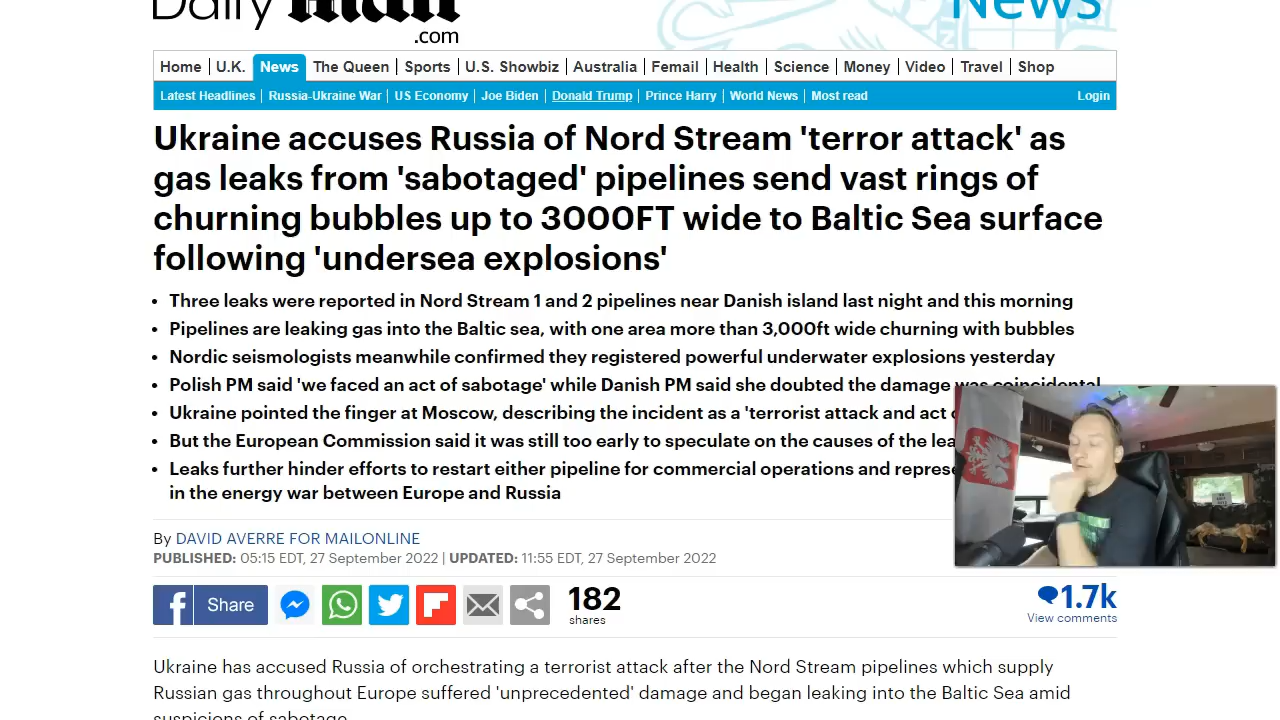 Daily Mail
.com
News
Home U.K. News The Queen Sports U.S. Showbiz Australia Femail Health Science Money Video Travel Shop
Latest Headlines Russia-Ukraine War US Economy Joe Biden Donald Trump Prince Harry World News Most read Login
Ukraine accuses Russia of Nord Stream 'terror attack' as
gas leaks from 'sabotaged' pipelines send vast rings of
churning bubbles up to 3000FT wide to Baltic Sea surface
following 'undersea explosions'
• Three leaks were reported in Nord Stream 1 and 2 pipelines near Danish island last night and this morning
• Pipelines are leaking gas into the Baltic sea, with one area more than 3,000ft wide churning with bubbles
• Nordic seismologists meanwhile confirmed they registered powerful underwater explosions yesterday
• Polish PM said 'we faced an act of sabotage' while Danish PM said she doubted the damage was coincidental
• Ukraine pointed the finger at Moscow, describing the incident as a 'terrorist attack and act
• But the European Commission said it was still too early to speculate on the causes of the
• Leaks further hinder efforts to restart either pipeline for commercial operations and
in the energy war between Europe and Russia
By DAVID AVERRE FOR MAILONLINE
PUBLISHED: 05:15 EDT, 27 September 2022 | UPDATED: 11:55 EDT, 27 September 2022
Share 182 1.7k
shares View comments
Ukraine has accused Russia of orchestrating a terrorist attack after the Nord Stream pipelines which supply
Russian gas throughout Europe suffered 'unprecedented' damage and began leaking into the Baltic Sea amid
suspicions of sabotage